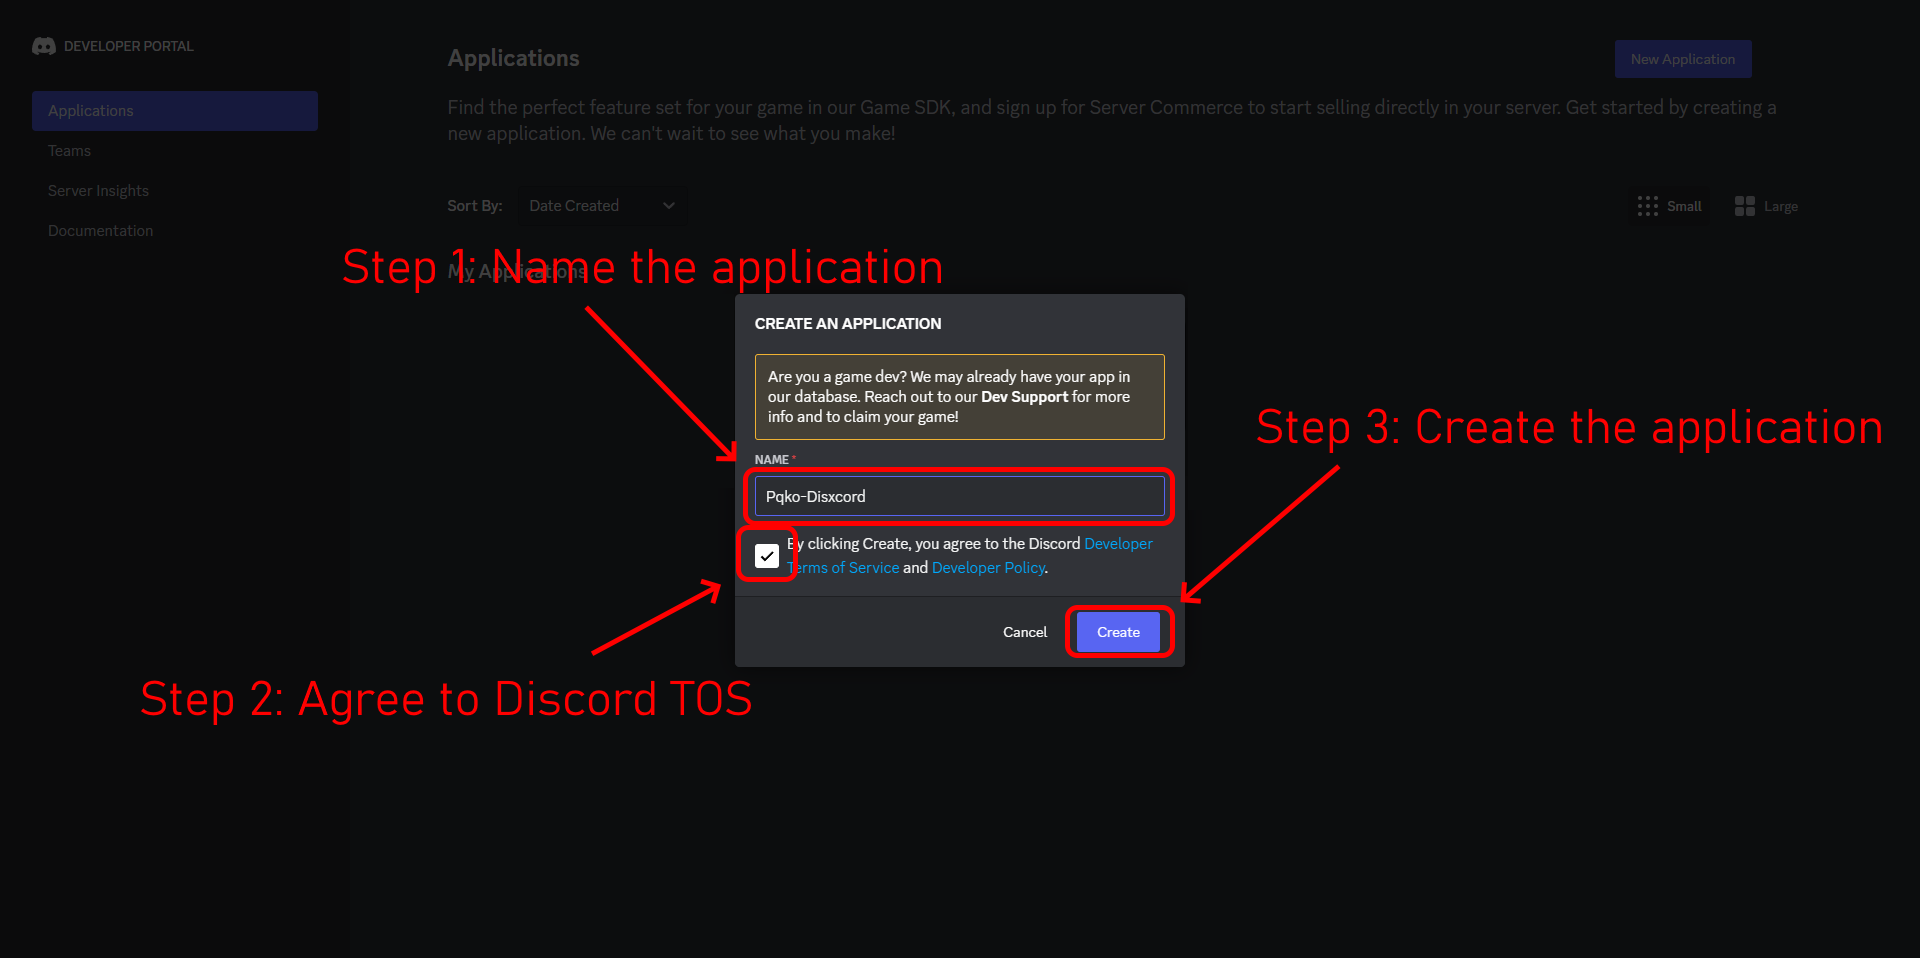 DEVELOPER PORTAL
Applications
Teams
Server Insights
Documentation
Applications
New Application
Find the perfect feature set for your game in our Game SDK, and sign up for Server Commerce to start selling directly in your server. Get started by creating a
new application. We can't wait to see what you make!
Sort By:
Date Created
Small
Large
My Applications
Step 1: Name the application
CREATE AN APPLICATION
Are you a game dev? We may already have your app in
our database. Reach out to our Dev Support for more
info and to claim your game!
NAME *
Pqko-Disxcord
By clicking Create, you agree to the Discord Developer
Terms of Service and Developer Policy.
Cancel
Create
Step 3: Create the application
Step 2: Agree to Discord TOS